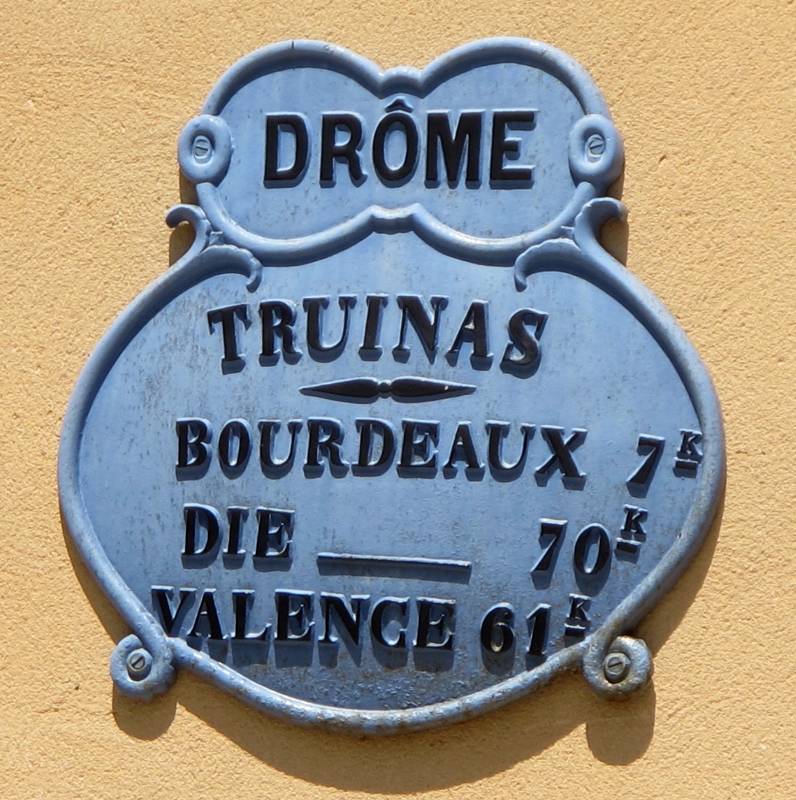 DRÔME
TRUINAS
BOURDEAUX 7K
DIE 70K
VALENCE 61K